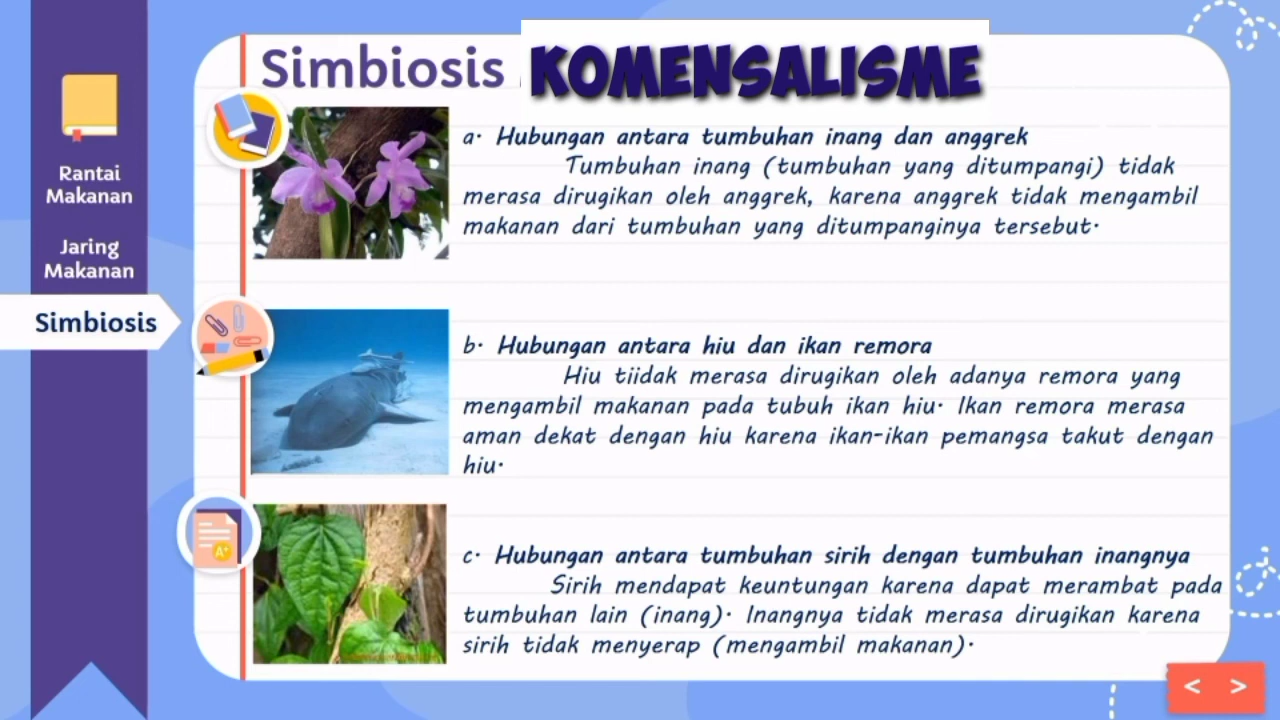 Simbiosis KOMENSALISME
Rantai
Makanan
Jaring
Makanan
Simbiosis
a. Hubungan antara tumbuhan inang dan anggrek
Tumbuhan inang (tumbuhan yang ditumpangi) tidak
merasa dirugikan oleh anggrek, karena anggrek tidak mengambil
makanan dari tumbuhan yang ditumpanginya tersebut.
b. Hubungan antara hiu dan ikan remora
Hiu tiidak merasa dirugikan oleh adanya remora yang
mengambil makanan pada tubuh ikan hiu. Ikan remora merasa
aman dekat dengan hiu karena ikan-ikan pemangsa takut dengan
hiu.
A+
c. Hubungan antara tumbuhan sirih dengan tumbuhan inangnya
Sirih mendapat keuntungan karena dapat merambat pada
tumbuhan lain (inang). Inangnya tidak merasa dirugikan karena
sirih tidak menyerap (mengambil makanan).
< >